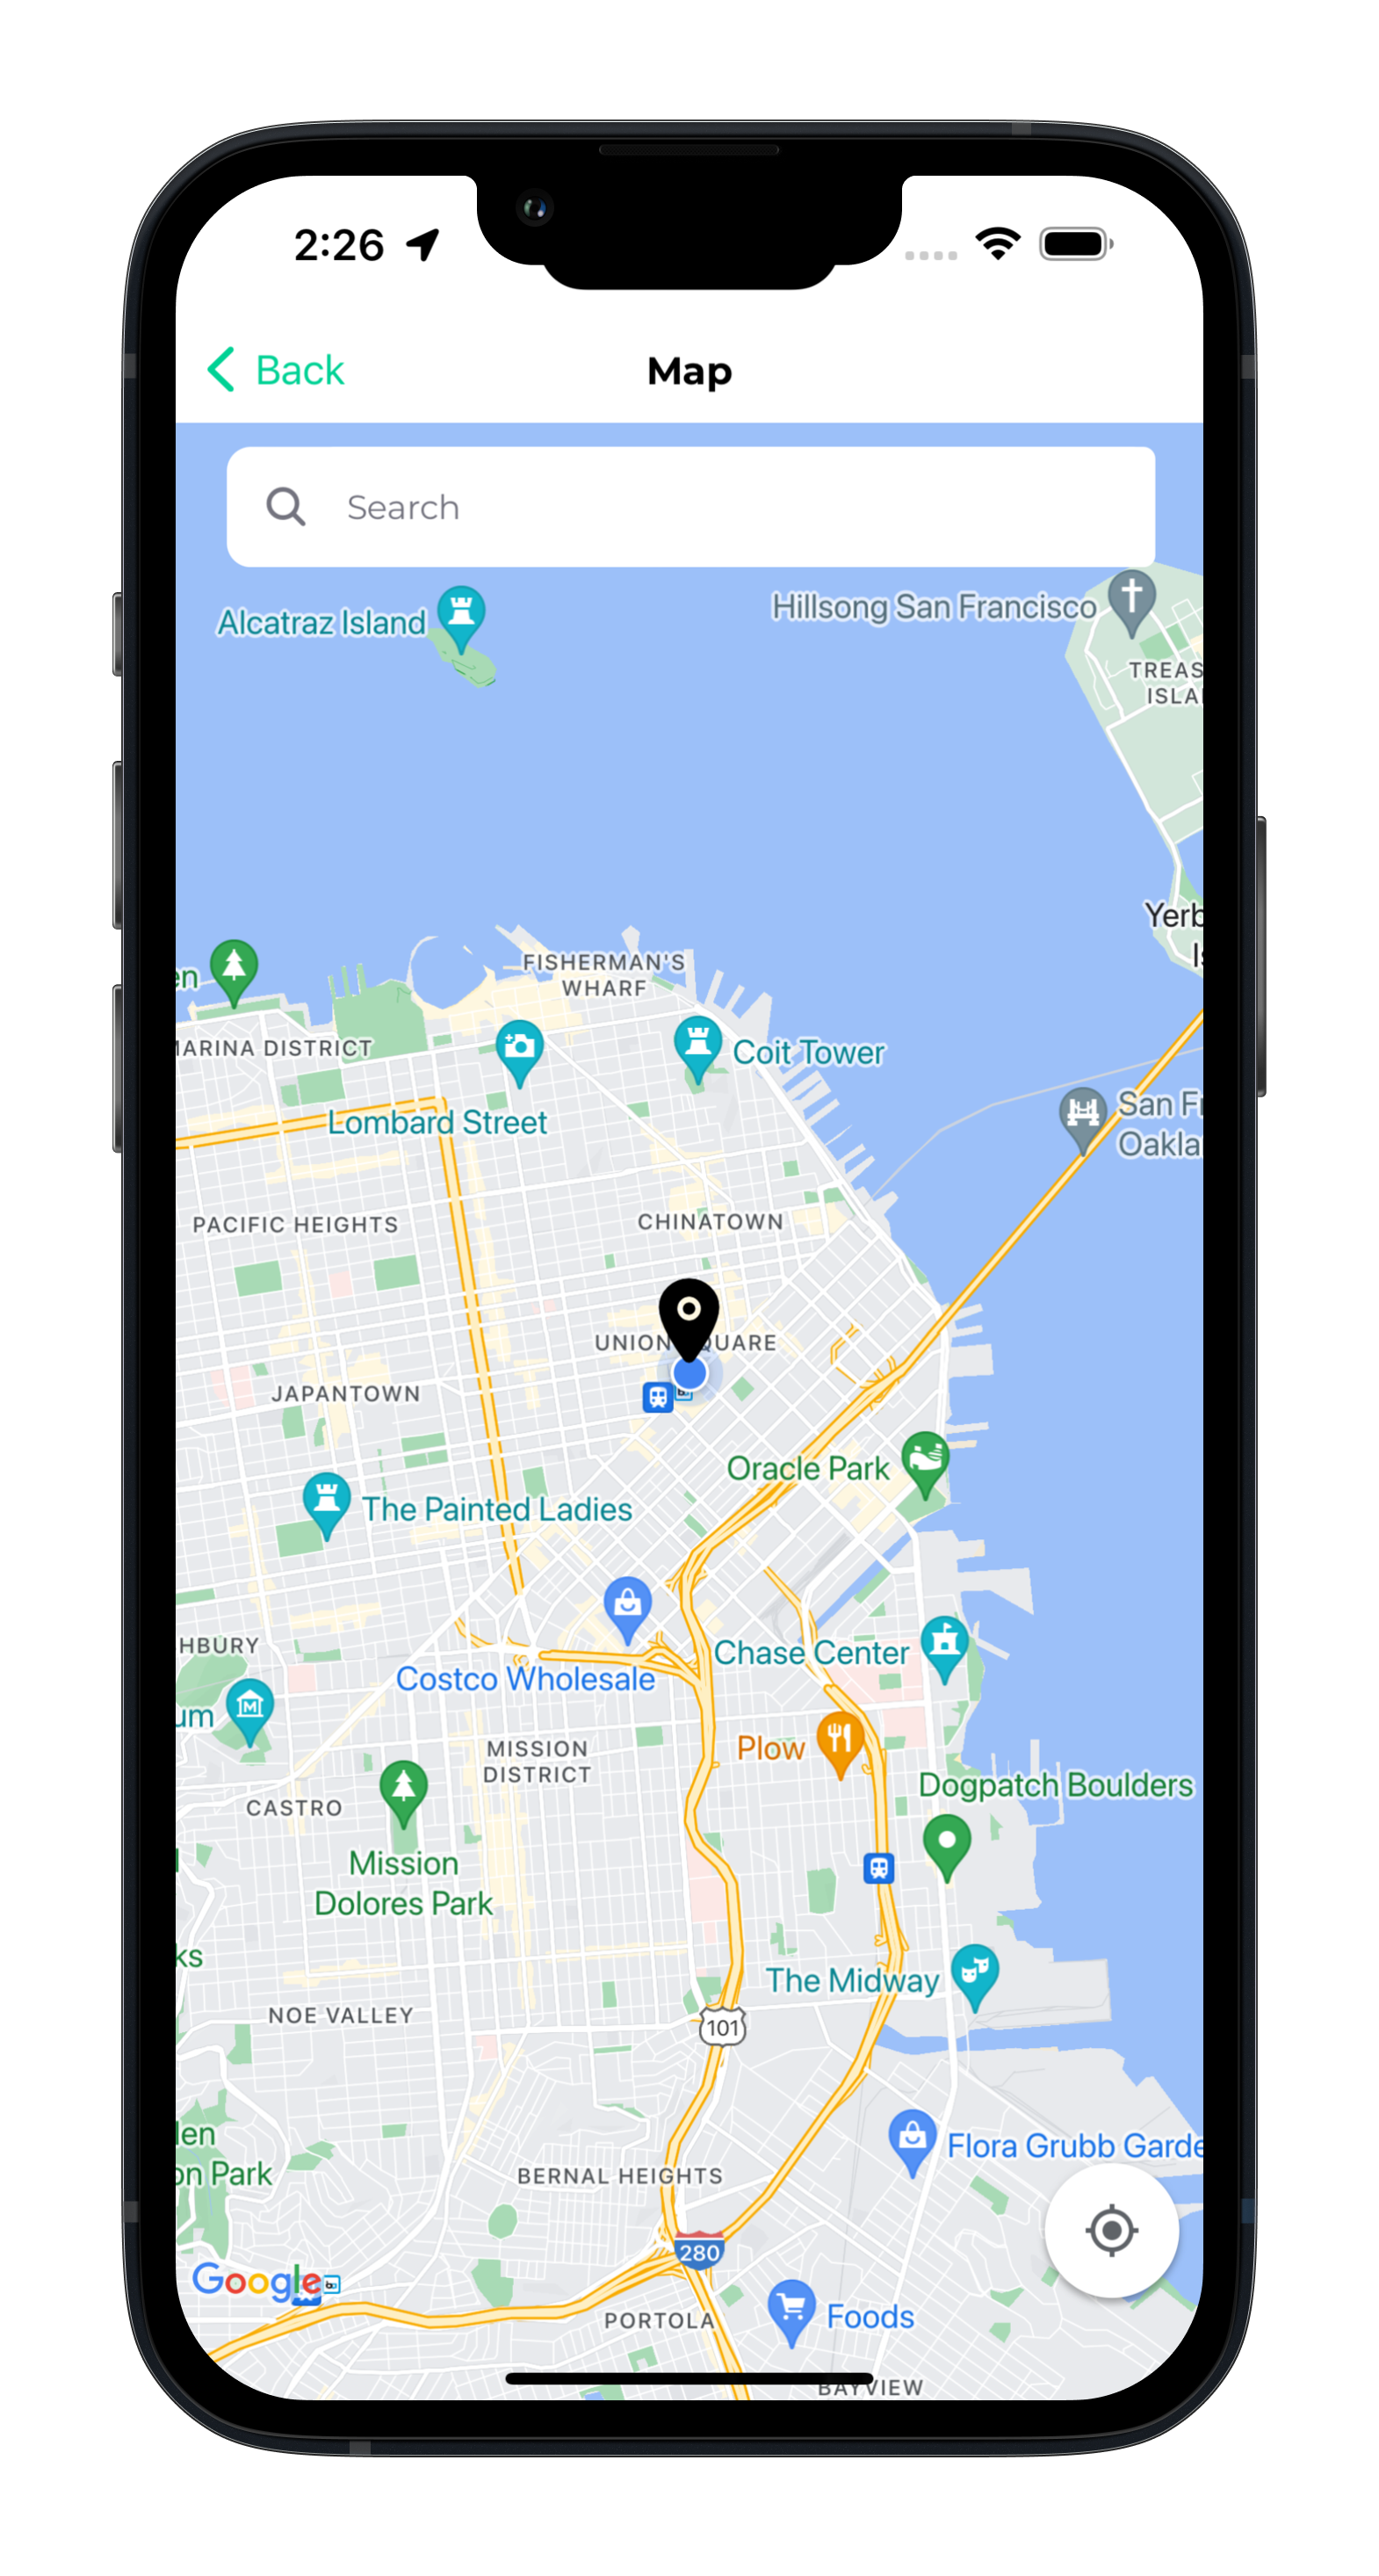 2:26
Back
Map
Search
Alcatraz Island
Hillsong San Francisco
TREAS
ISLA
Yerb
Is
en
FISHERMAN'S
WHARF
MARINA DISTRICT
Coit Tower
Lombard Street
San Fr
Oakla
PACIFIC HEIGHTS
CHINATOWN
UNION SQUARE
JAPANTOWN
Oracle Park
The Painted Ladies
HBURY
Chase Center
Costco Wholesale
um
M
Plow
MISSION
DISTRICT
Dogpatch Boulders
CASTRO
Mission
Dolores Park
ks
The Midway
NOE VALLEY
101
len
on Park
Flora Grubb Garde
BERNAL HEIGHTS
280
Google
PORTOLA
Foods
BAYVIEW